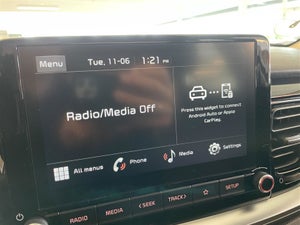 Menu
Tue, 11-06
1:21 PM
Radio/Media Off
Press this widget to connect
Android Auto or Apple
CarPlay.
All menus
Phone
Media
Settings
RADIO
MEDIA
< SEEK
TRACK >
SETUP